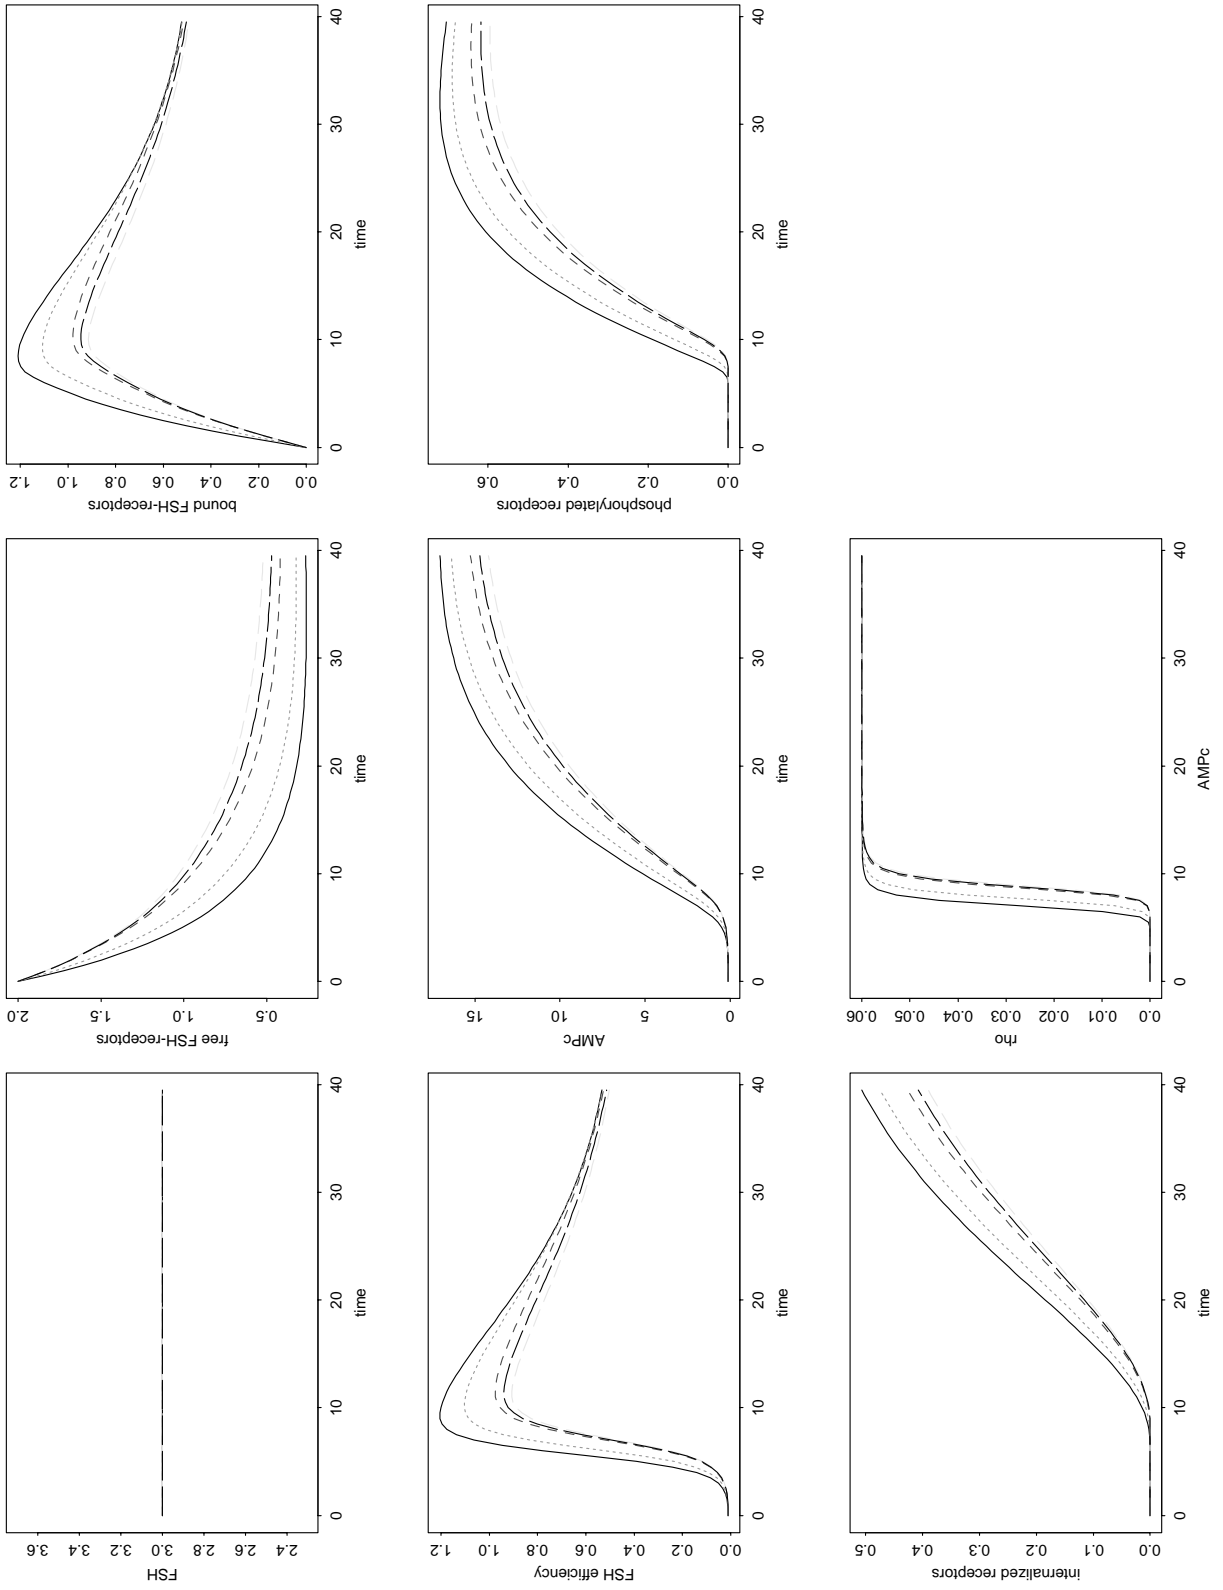 FSH
2.4 2.6 2.8 3.0 3.2 3.4 3.6
0 10 20 30 40
time
free FSH-receptors
0.5 1.0 1.5 2.0
0 10 20 30 40
time
bound FSH-receptors
0.0 0.2 0.4 0.6 0.8 1.0 1.2
0 10 20 30 40
time
FSH efficiency
0.0 0.2 0.4 0.6 0.8 1.0 1.2
0 10 20 30 40
time
AMPc
0 5 10 15
0 10 20 30 40
time
phosphorylated receptors
0.0 0.2 0.4 0.6
0 10 20 30 40
time
internalized receptors
0.0 0.1 0.2 0.3 0.4 0.5
0 10 20 30 40
time
rho
0.0 0.01 0.02 0.03 0.04 0.05 0.06
0 10 20 30 40
AMPc